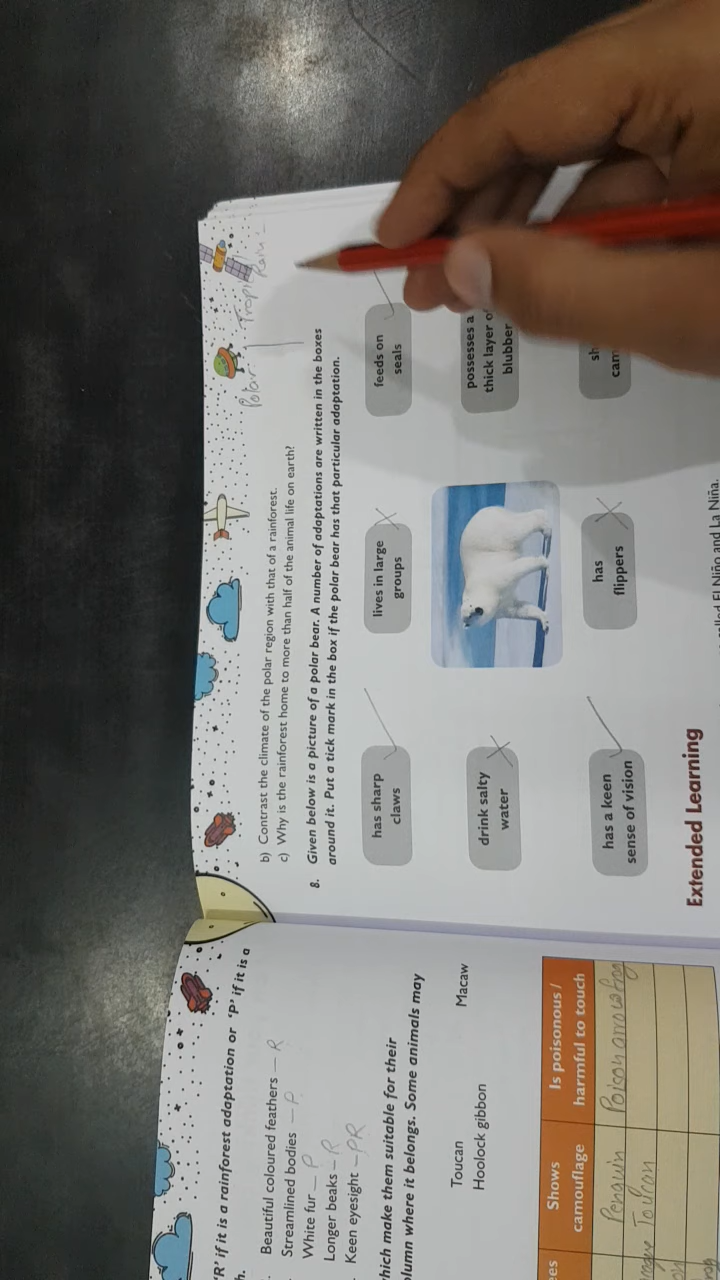 'R' if it is a rainforest adaptation or 'P' if it is a
h.
Beautiful coloured feathers – R
Streamlined bodies – P
White fur – P
Longer beaks – R
Keen eyesight – PR
hich make them suitable for their
olumn where it belongs. Some animals may
Toucan
Macaw
Hoolock gibbon
ees
Shows camouflage
Is poisonous / harmful to touch
Penguin
Poison arrow frog
Toucan
Polar
b) Contrast the climate of the polar region with that of a rainforest.
c) Why is the rainforest home to more than half of the animal life on earth?
8. Given below is a picture of a polar bear. A number of adaptations are written in the boxes
around it. Put a tick mark in the box if the polar bear has that particular adaptation.
has sharp
claws
lives in large
groups
feeds on
seals
drink salty
water
possesses a
thick layer o
blubber
has a keen
sense of vision
has
flippers
sh
cam
Extended Learning
El Niño and La Niña.